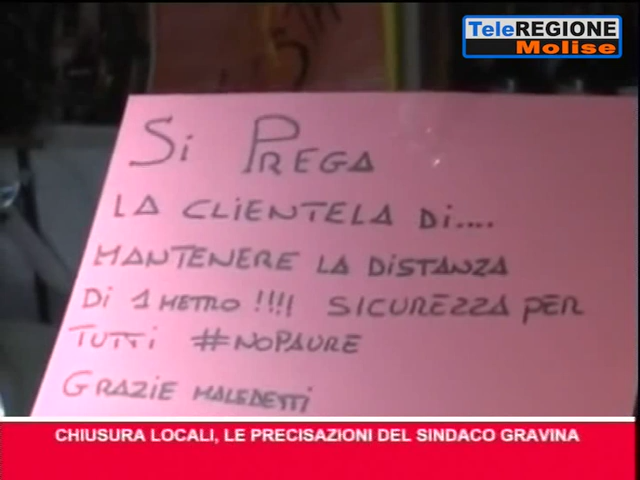 TeleREGIONE
Molise
Si PREGA
LA CLIENTELA Di....
MANTENERE LA DISTANZA
Di 1 METRO !!!! SICUREZZA PER
TUTTI #NOPAURE
GRAZIE MALEDETTI
CHIUSURA LOCALI, LE PRECISAZIONI DEL SINDACO GRAVINA